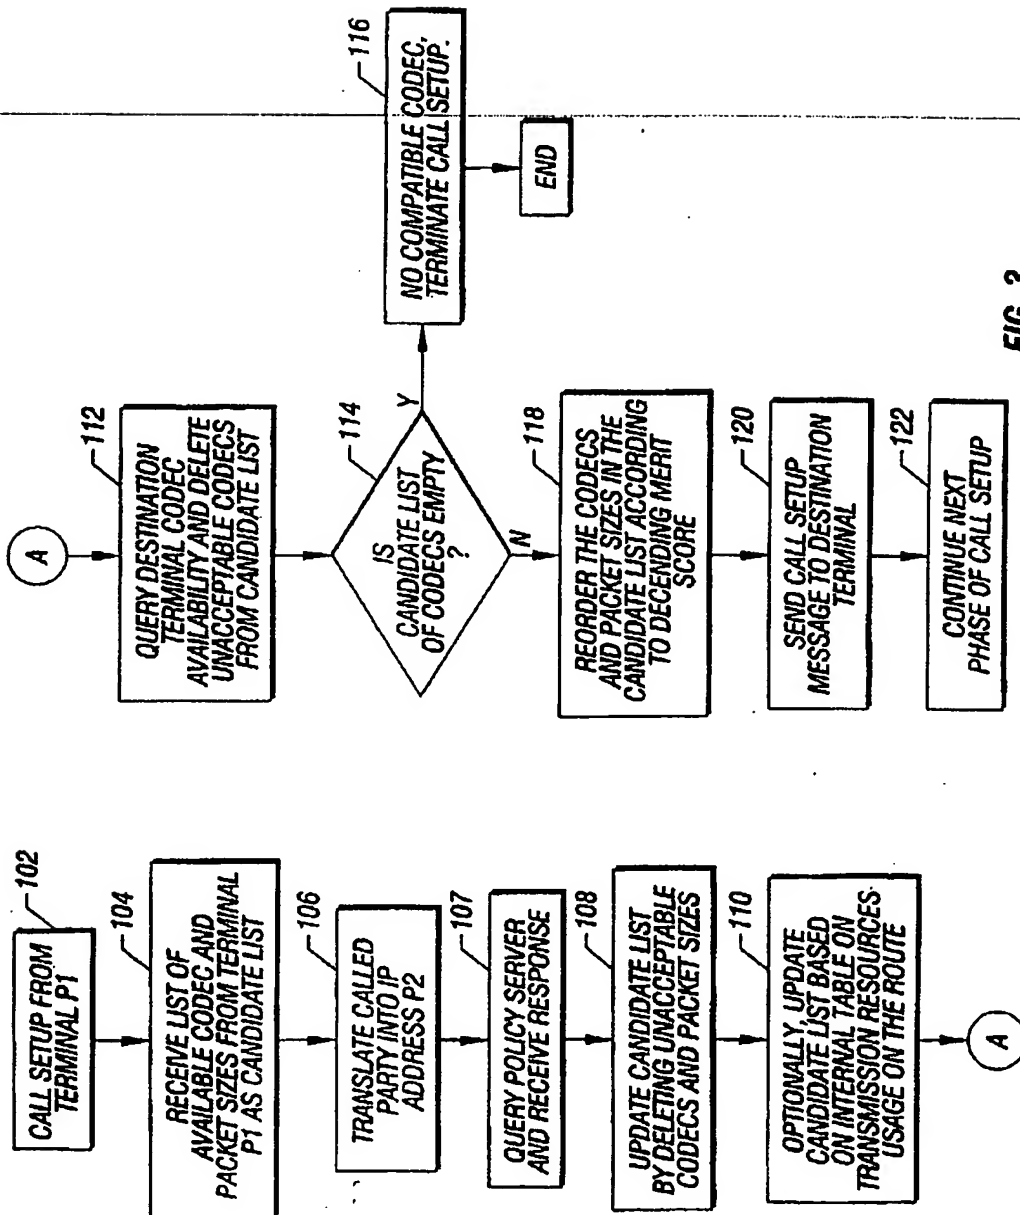 102
CALL SETUP FROM
TERMINAL P1
104
RECEIVE LIST OF
AVAILABLE CODEC AND
PACKET SIZES FROM TERMINAL
P1 AS CANDIDATE LIST
106
TRANSLATE CALLED
PARTY INTO IP
ADDRESS P2
107
QUERY POLICY SERVER
AND RECEIVE RESPONSE
108
UPDATE CANDIDATE LIST
BY DELETING UNACCEPTABLE
CODECS AND PACKET SIZES
110
OPTIONALLY, UPDATE
CANDIDATE LIST BASED
ON INTERNAL TABLE ON
TRANSMISSION RESOURCES
USAGE ON THE ROUTE
A
A
112
QUERY DESTINATION
TERMINAL CODEC
AVAILABILITY AND DELETE
UNACCEPTABLE CODECS
FROM CANDIDATE LIST
114
IS
CANDIDATE LIST
OF CODECS EMPTY
?
Y
N
116
NO COMPATIBLE CODEC,
TERMINATE CALL SETUP.
END
118
REORDER THE CODECS
AND PACKET SIZES IN THE
CANDIDATE LIST ACCORDING
TO DECENDING MERIT
SCORE
120
SEND CALL SETUP
MESSAGE TO DESTINATION
TERMINAL
122
CONTINUE NEXT
PHASE OF CALL SETUP